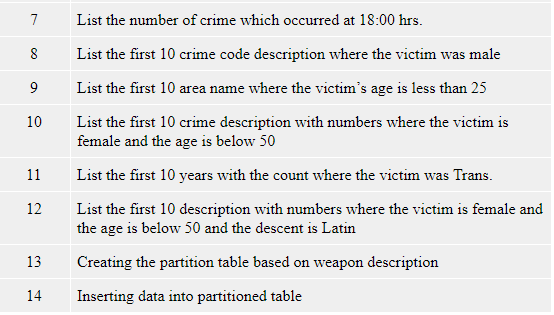 7 List the number of crime which occurred at 18:00 hrs.
8 List the first 10 crime code description where the victim was male
9 List the first 10 area name where the victim’s age is less than 25
10 List the first 10 crime description with numbers where the victim is
female and the age is below 50
11 List the first 10 years with the count where the victim was Trans.
12 List the first 10 description with numbers where the victim is female and
the age is below 50 and the descent is Latin
13 Creating the partition table based on weapon description
14 Inserting data into partitioned table